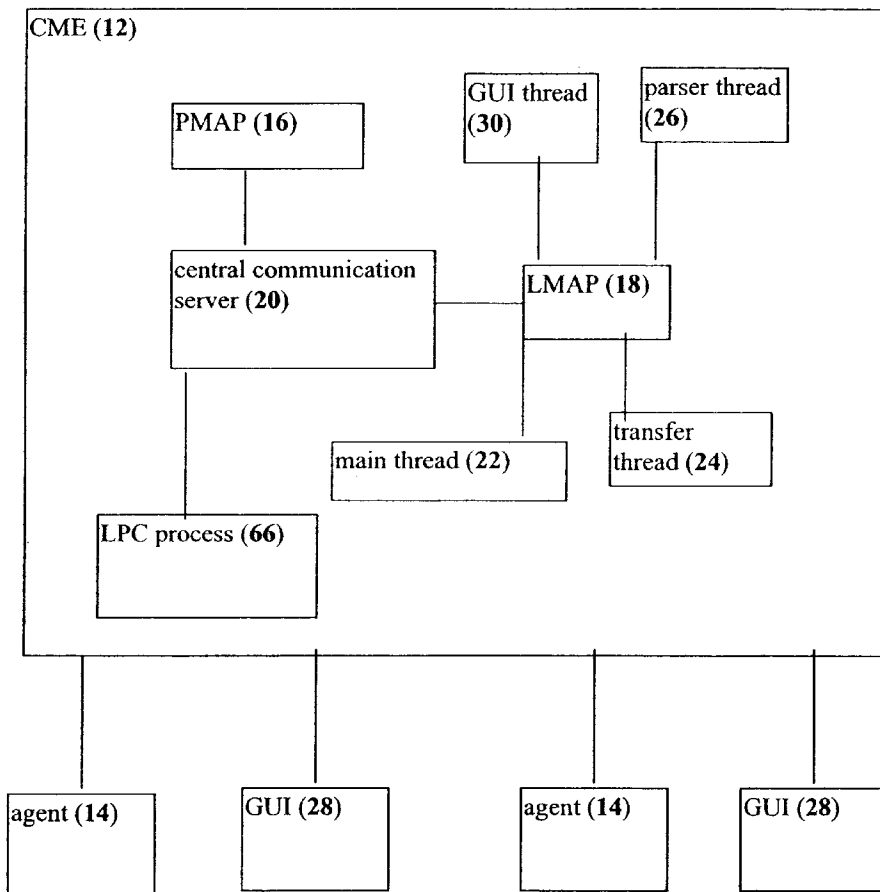 CME (12)
GUI thread
(30)
parser thread
(26)
PMAP (16)
central communication
server (20)
LMAP (18)
main thread (22)
transfer
thread (24)
LPC process (66)
agent (14)
GUI (28)
agent (14)
GUI (28)